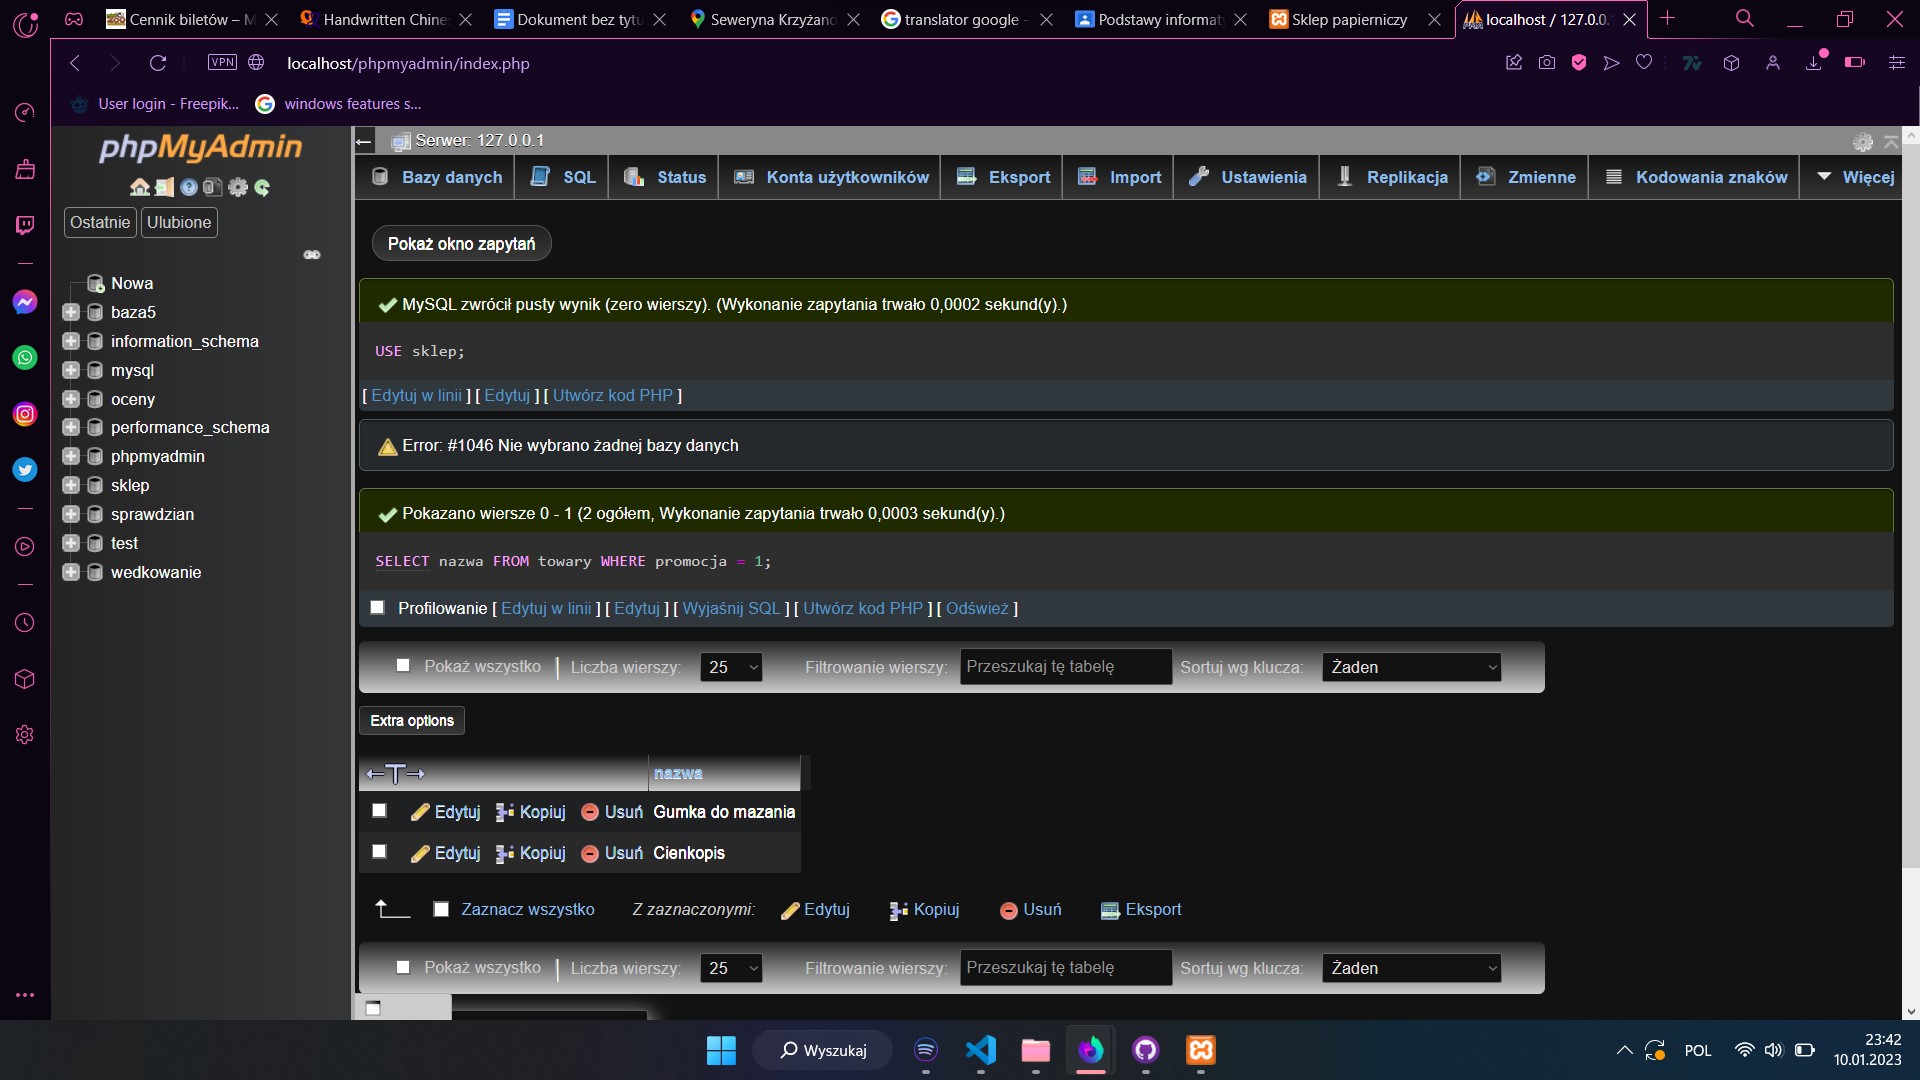 Cennik biletów – M
Handwritten Chine
Dokument bez tytu
Seweryna Krzyżano
translator google -
Podstawy informat
Sklep papierniczy
localhost / 127.0.0.1
VPN
localhost/phpmyadmin/index.php
User login - Freepik...
windows features s...
phpMyAdmin
Ostatnie
Ulubione
Nowa
baza5
information_schema
mysql
oceny
performance_schema
phpmyadmin
sklep
sprawdzian
test
wedkowanie
Serwer: 127.0.0.1
Bazy danych
SQL
Status
Konta użytkowników
Eksport
Import
Ustawienia
Replikacja
Zmienne
Kodowania znaków
Więcej
Pokaż okno zapytań
MySQL zwrócił pusty wynik (zero wierszy). (Wykonanie zapytania trwało 0,0002 sekund(y).)
USE sklep;
[ Edytuj w linii ] [ Edytuj ] [ Utwórz kod PHP ]
Error: #1046 Nie wybrano żadnej bazy danych
Pokazano wiersze 0 - 1 (2 ogółem, Wykonanie zapytania trwało 0,0003 sekund(y).)
SELECT nazwa FROM towary WHERE promocja = 1;
Profilowanie [ Edytuj w linii ] [ Edytuj ] [ Wyjaśnij SQL ] [ Utwórz kod PHP ] [ Odśwież ]
Pokaż wszystko | Liczba wierszy: 25 Filtrowanie wierszy: Przeszukaj tę tabelę Sortuj wg klucza: Żaden
Extra options
←T→ nazwa
Edytuj Kopiuj Usuń Gumka do mazania
Edytuj Kopiuj Usuń Cienkopis
Zaznacz wszystko Z zaznaczonymi: Edytuj Kopiuj Usuń Eksport
Pokaż wszystko | Liczba wierszy: 25 Filtrowanie wierszy: Przeszukaj tę tabelę Sortuj wg klucza: Żaden
Wyszukaj
POL
23:42
10.01.2023